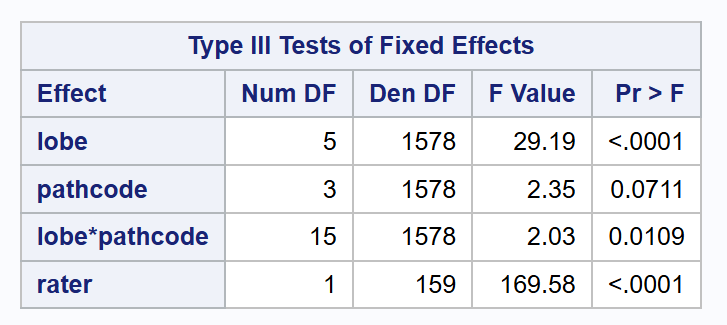 Type III Tests of Fixed Effects
Effect Num DF Den DF F Value Pr > F
lobe 5 1578 29.19 <.0001
pathcode 3 1578 2.35 0.0711
lobe*pathcode 15 1578 2.03 0.0109
rater 1 159 169.58 <.0001